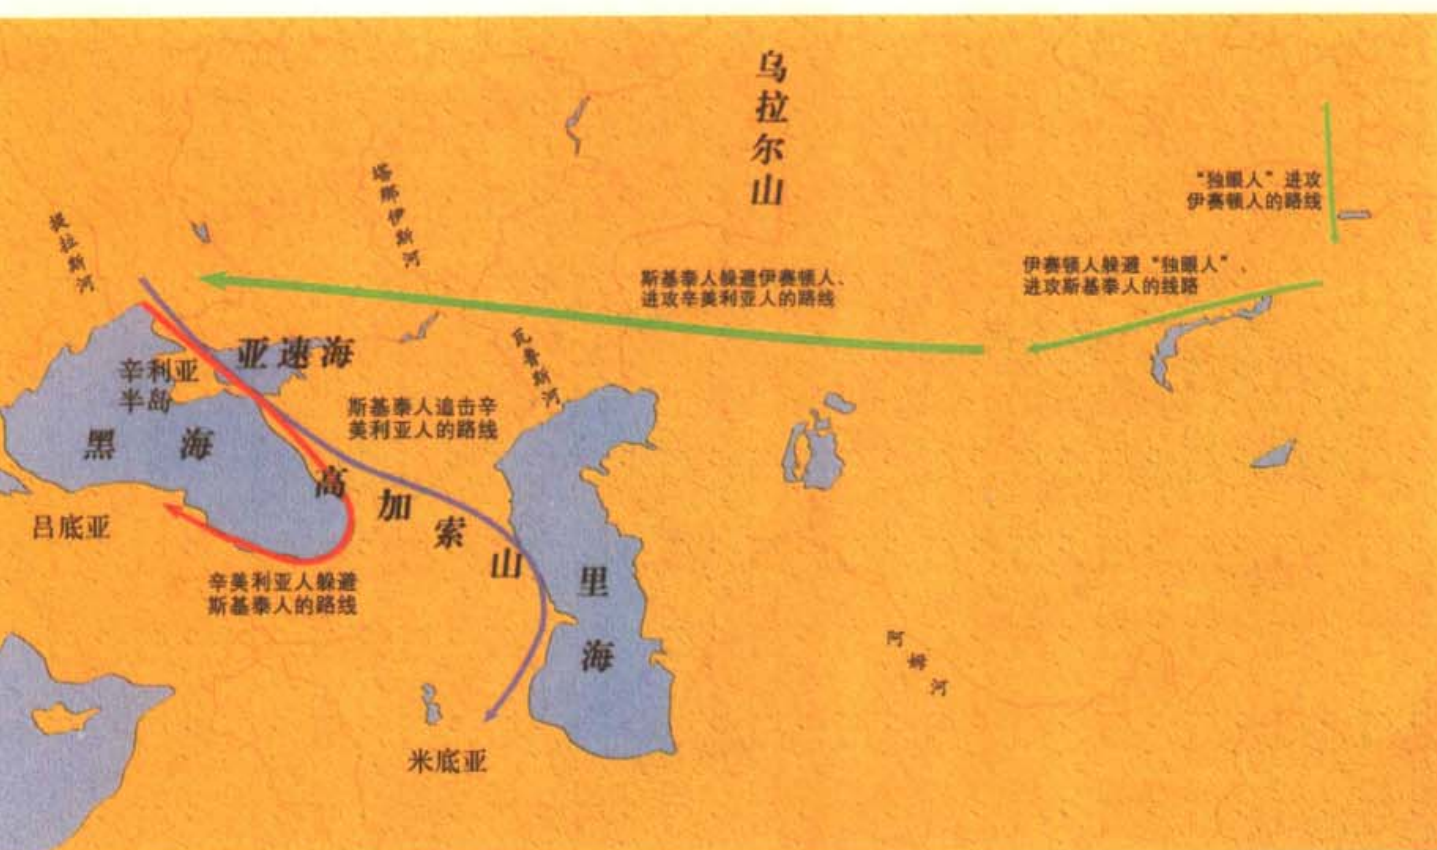 乌拉尔山
“独眼人”进攻
伊赛顿人的路线
塔那伊斯河
提拉斯河
伊赛顿人躲避“独眼人”、
进攻斯基泰人的线路
斯基泰人躲避伊赛顿人、
进攻辛美利亚人的路线
亚速海
瓦鲁斯河
辛利亚
半岛
斯基泰人追击辛
美利亚人的路线
黑海
高加索山
吕底亚
里海
辛美利亚人躲避
斯基泰人的路线
阿姆河
米底亚